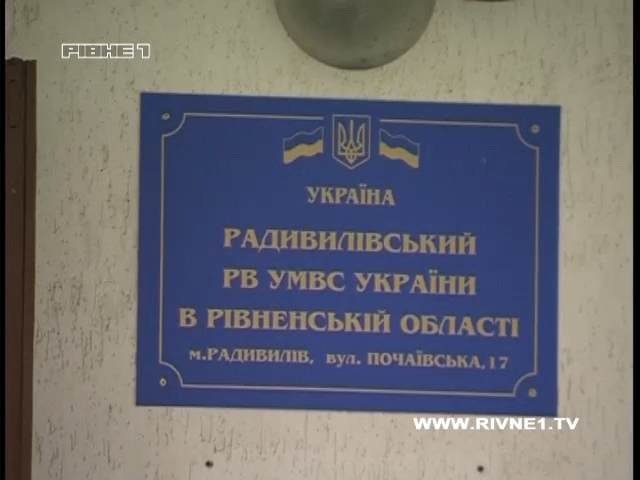 РІВНЕ 1
УКРАЇНА
РАДИВИЛІВСЬКИЙ
РВ УМВС УКРАЇНИ
В РІВНЕНСЬКІЙ ОБЛАСТІ
м.РАДИВИЛІВ, вул. ПОЧАЇВСЬКА,17
WWW.RIVNE1.TV